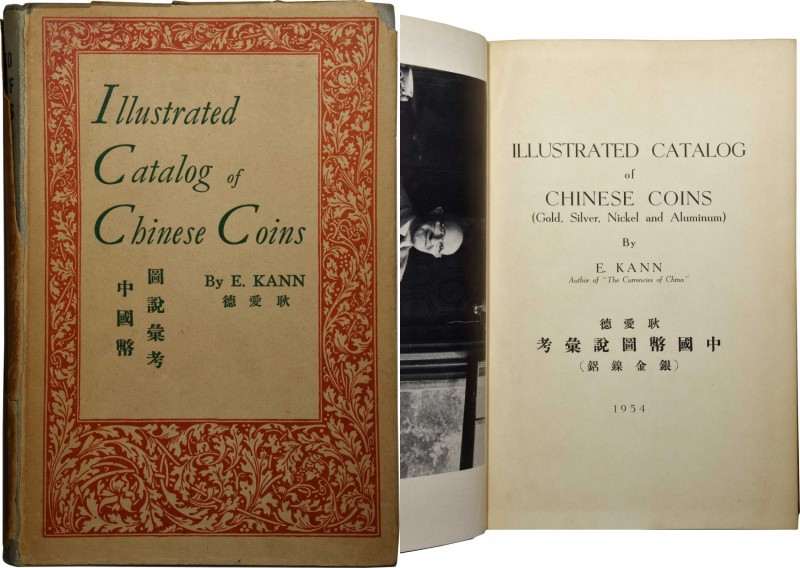 Illustrated
Catalog of
Chinese Coins
By E. KANN
耿愛德
中國幣
圖說彙考
ILLUSTRATED CATALOG
of
CHINESE COINS
(Gold, Silver, Nickel and Aluminum)
By
E. KANN
Author of "The Currencies of China"
耿愛德
中國幣圖說彙考
(銀金鎳鋁)
1954